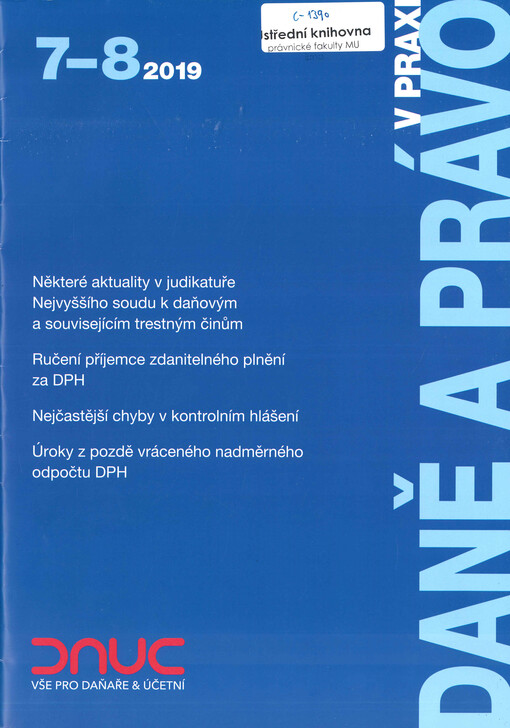 c-1390
střední knihovna
právnické fakulty MU
7–8 2019
DANĚ A PRÁVO
V PRAXI
Některé aktuality v judikatuře
Nejvyššího soudu k daňovým
a souvisejícím trestným činům
Ručení příjemce zdanitelného plnění
za DPH
Nejčastější chyby v kontrolním hlášení
Úroky z pozdě vráceného nadměrného
odpočtu DPH
DAUC
VŠE PRO DAŇAŘE & ÚČETNÍ